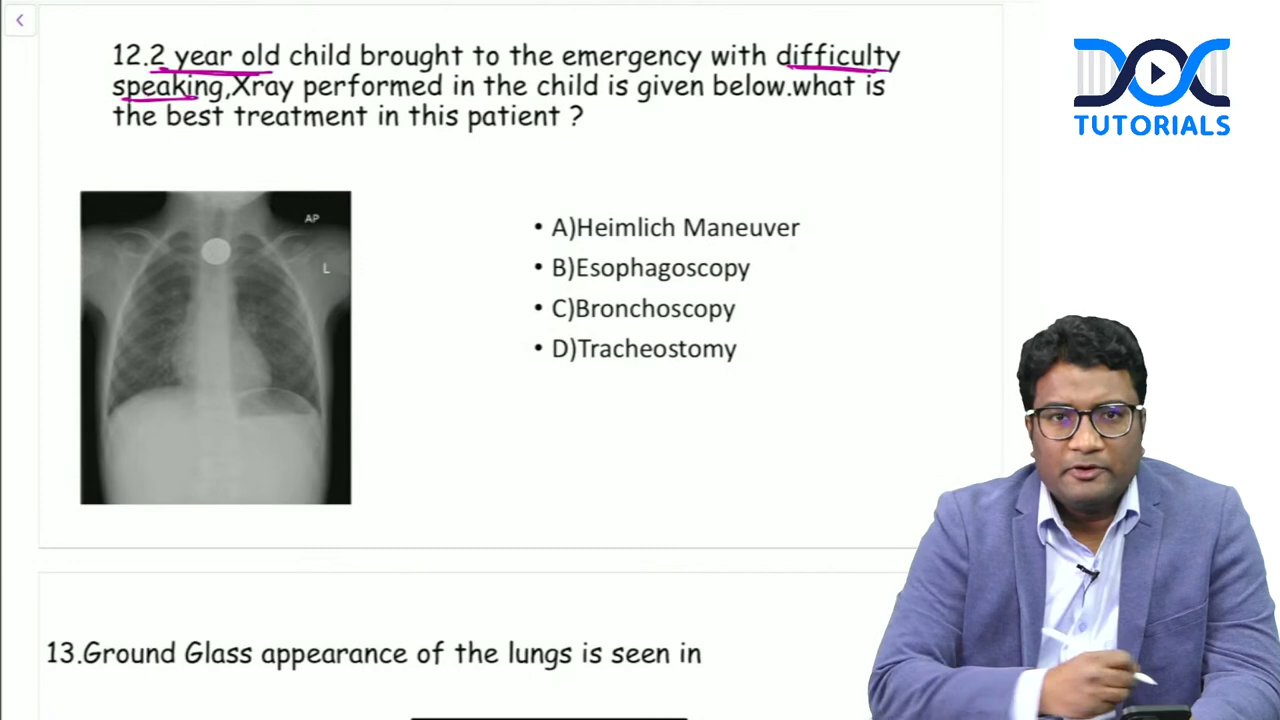 12.2 year old child brought to the emergency with difficulty
speaking,Xray performed in the child is given below.what is
the best treatment in this patient ?
TUTORIALS
AP
L
• A)Heimlich Maneuver
• B)Esophagoscopy
• C)Bronchoscopy
• D)Tracheostomy
13.Ground Glass appearance of the lungs is seen in